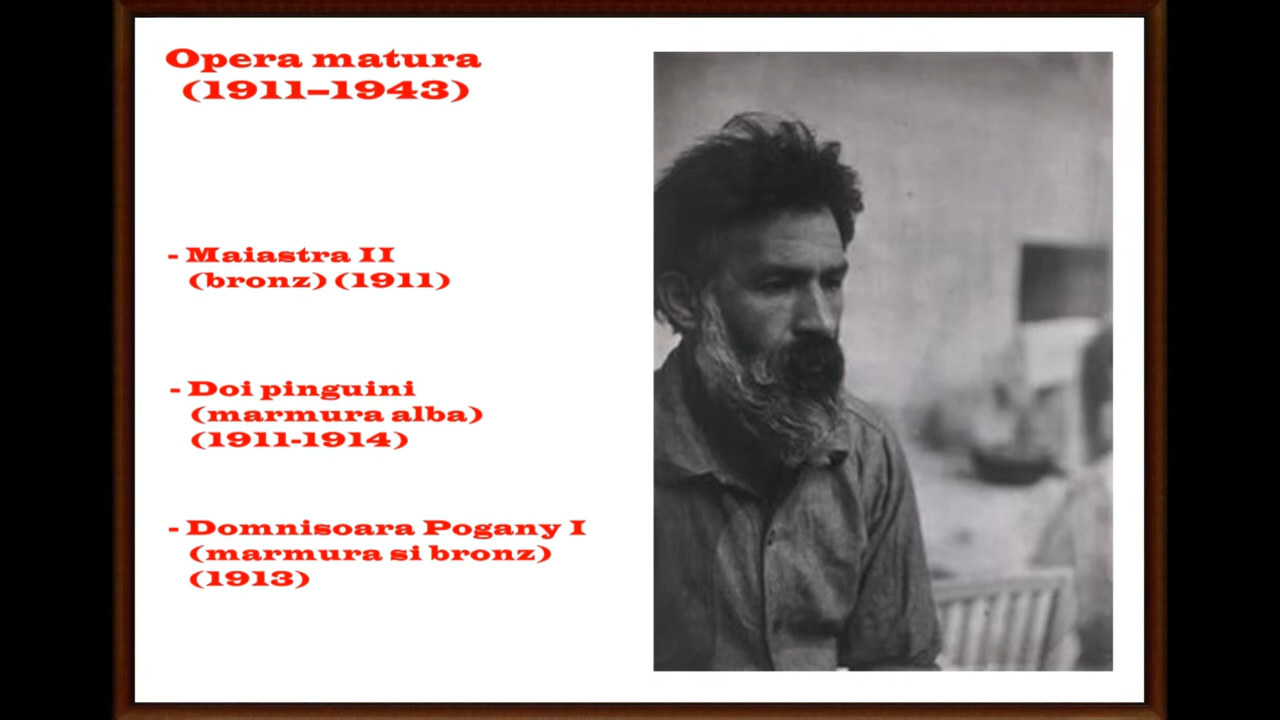 Opera matura
(1911–1943)
- Maiastra II
(bronz) (1911)
- Doi pinguini
(marmura alba)
(1911-1914)
- Domnisoara Pogany I
(marmura si bronz)
(1913)